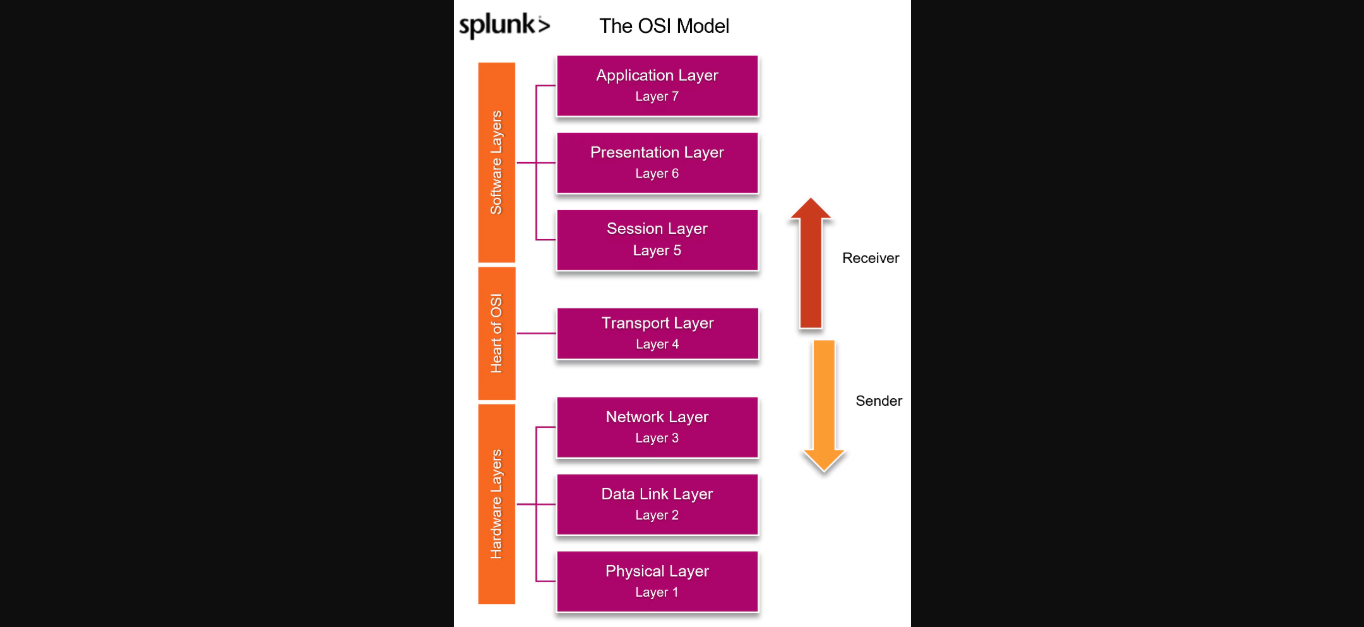 splunk>
The OSI Model
Software Layers
Application Layer
Layer 7
Presentation Layer
Layer 6
Session Layer
Layer 5
Heart of OSI
Transport Layer
Layer 4
Hardware Layers
Network Layer
Layer 3
Data Link Layer
Layer 2
Physical Layer
Layer 1
Receiver
Sender